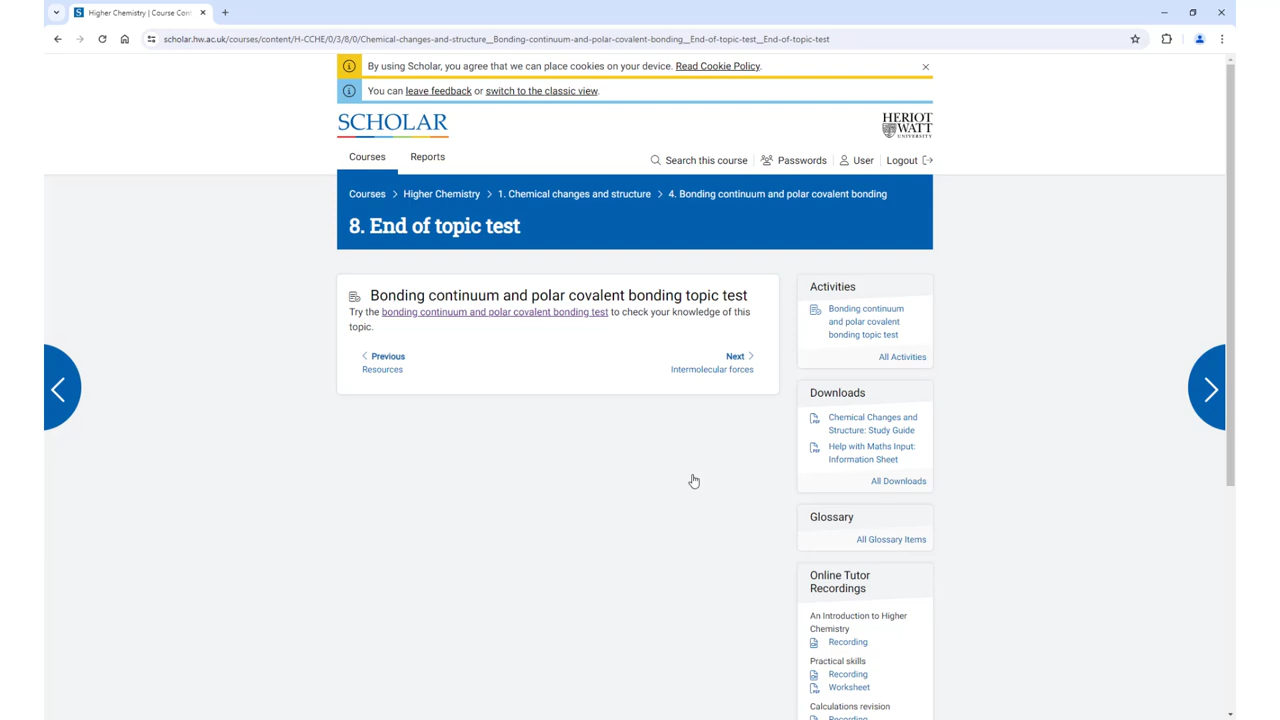 Higher Chemistry | Course Con
scholar.hw.ac.uk/courses/content/H-CCHE/0/3/8/0/Chemical-changes-and-structure__Bonding-continuum-and-polar-covalent-bonding__End-of-topic-test__End-of-topic-test
By using Scholar, you agree that we can place cookies on your device. Read Cookie Policy.
You can leave feedback or switch to the classic view.
SCHOLAR
HERIOT
WATT
UNIVERSITY
Courses Reports
Search this course Passwords User Logout
Courses > Higher Chemistry > 1. Chemical changes and structure > 4. Bonding continuum and polar covalent bonding
8. End of topic test
Bonding continuum and polar covalent bonding topic test
Try the bonding continuum and polar covalent bonding test to check your knowledge of this
topic.
Previous
Resources
Next
Intermolecular forces
Activities
Bonding continuum
and polar covalent
bonding topic test
All Activities
Downloads
Chemical Changes and
Structure: Study Guide
Help with Maths Input:
Information Sheet
All Downloads
Glossary
All Glossary Items
Online Tutor
Recordings
An Introduction to Higher
Chemistry
Recording
Practical skills
Recording
Worksheet
Calculations revision
Recording